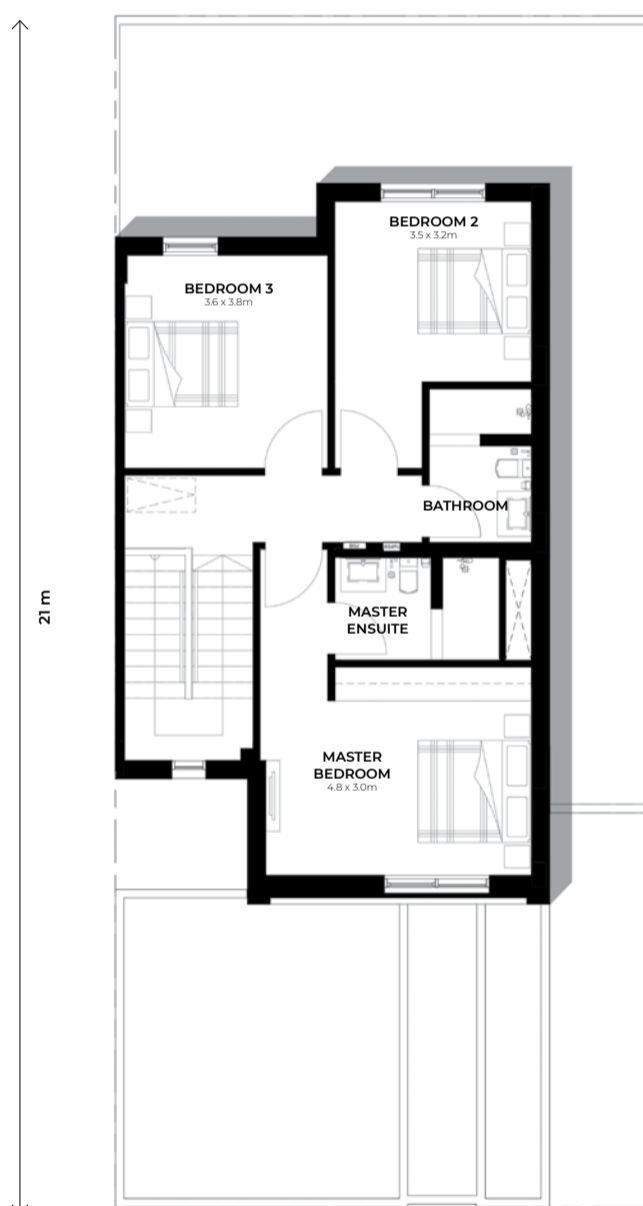 BEDROOM 2
3.5 x 3.2m
BEDROOM 3
3.6 x 3.8m
BATHROOM
21 m
MASTER
ENSUITE
MASTER
BEDROOM
4.8 x 3.0m